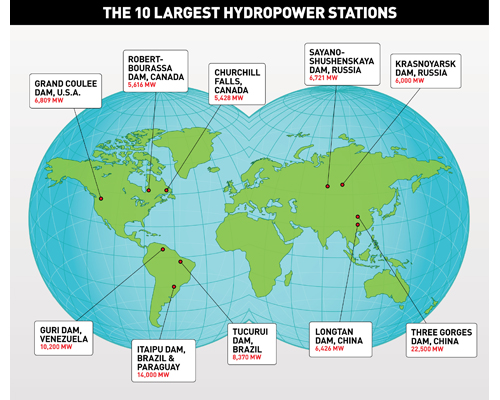 THE 10 LARGEST HYDROPOWER STATIONS
ROBERT-
BOURASSA
DAM, CANADA
5,616 MW
SAYANO-
SHUSHENSKAYA
DAM, RUSSIA
6,721 MW
KRASNOYARSK
DAM, RUSSIA
6,000 MW
CHURCHILL
FALLS,
CANADA
5,428 MW
GRAND COULEE
DAM, U.S.A.
6,809 MW
GURI DAM,
VENEZUELA
10,200 MW
ITAIPU DAM,
BRAZIL &
PARAGUAY
14,000 MW
TUCURUI
DAM,
BRAZIL
8,370 MW
LONGTAN
DAM, CHINA
6,426 MW
THREE GORGES
DAM, CHINA
22,500 MW